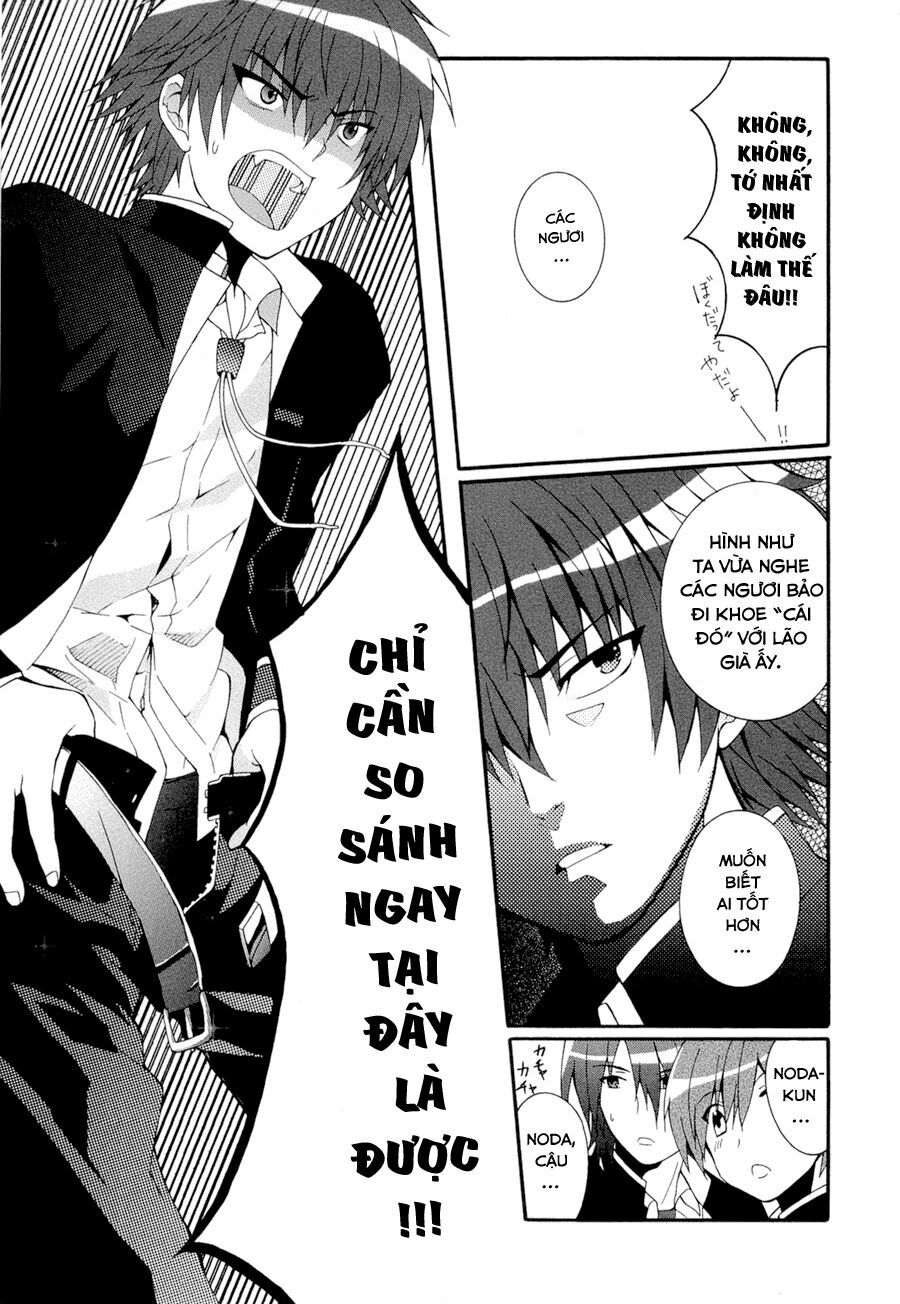 KHÔNG,
KHÔNG,
TỚ NHẤT
ĐỊNH
KHÔNG
LÀM THẾ
ĐÂU!!
ぼくだって
やだよー!!
CÁC
NGƯƠI
...
HÌNH NHƯ
TA VỪA NGHE
CÁC NGƯƠI BẢO
ĐI KHOE "CÁI
ĐÓ" VỚI LÃO
GIÀ ẤY.
MUỐN
BIẾT
AI TỐT
HƠN
...
NODA-
KUN
...
カチャ
カチャ
NODA,
CẬU
...
CHỈ
CẦN
SO
SÁNH
NGAY
TẠI
ĐÂY
LÀ
ĐƯỢC
!!!